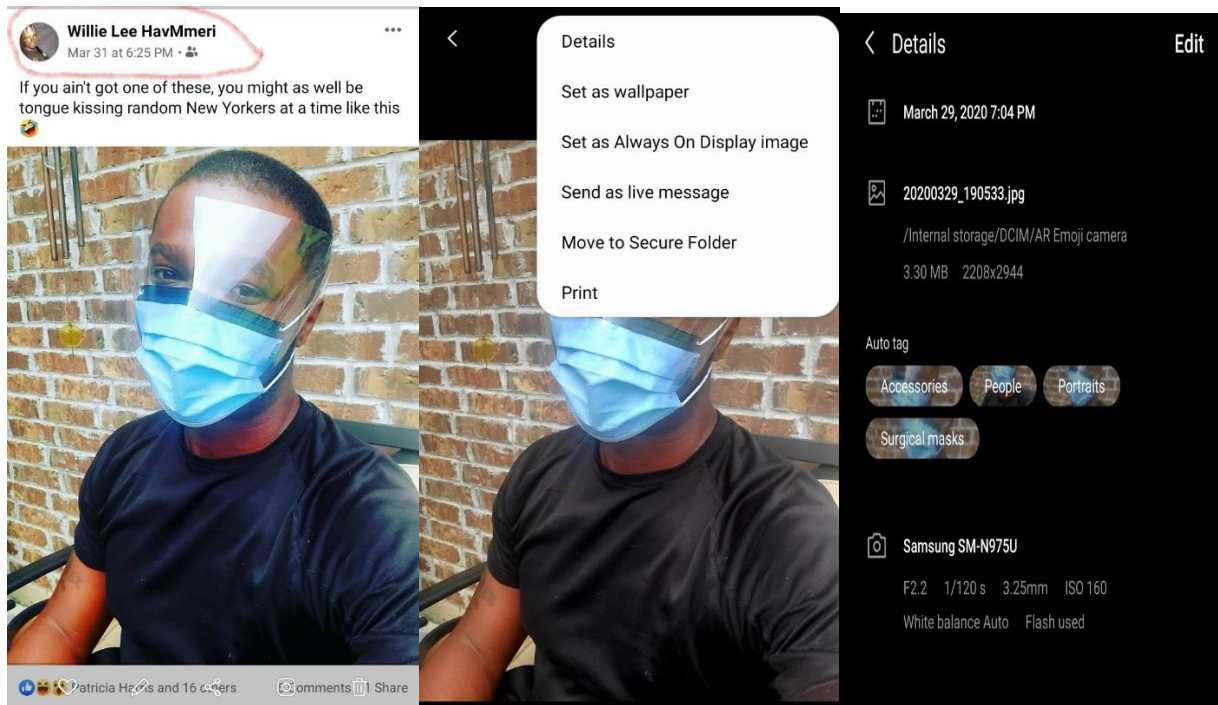 Willie Lee HavMmeri
Mar 31 at 6:25 PM •
If you ain't got one of these, you might as well be
tongue kissing random New Yorkers at a time like this
Patricia Harris and 16 others
omments 1 Share
Details
Set as wallpaper
Set as Always On Display image
Send as live message
Move to Secure Folder
Print
Details Edit
March 29, 2020 7:04 PM
20200329_190533.jpg
/Internal storage/DCIM/AR Emoji camera
3.30 MB 2208x2944
Auto tag
Accessories People Portraits
Surgical masks
Samsung SM-N975U
F2.2 1/120 s 3.25mm ISO 160
White balance Auto Flash used